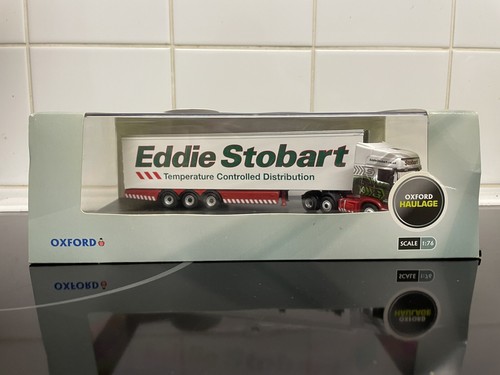 Eddie Stobart
Temperature Controlled Distribution
OXFORD
HAULAGE
OXFORD
SCALE 1:76